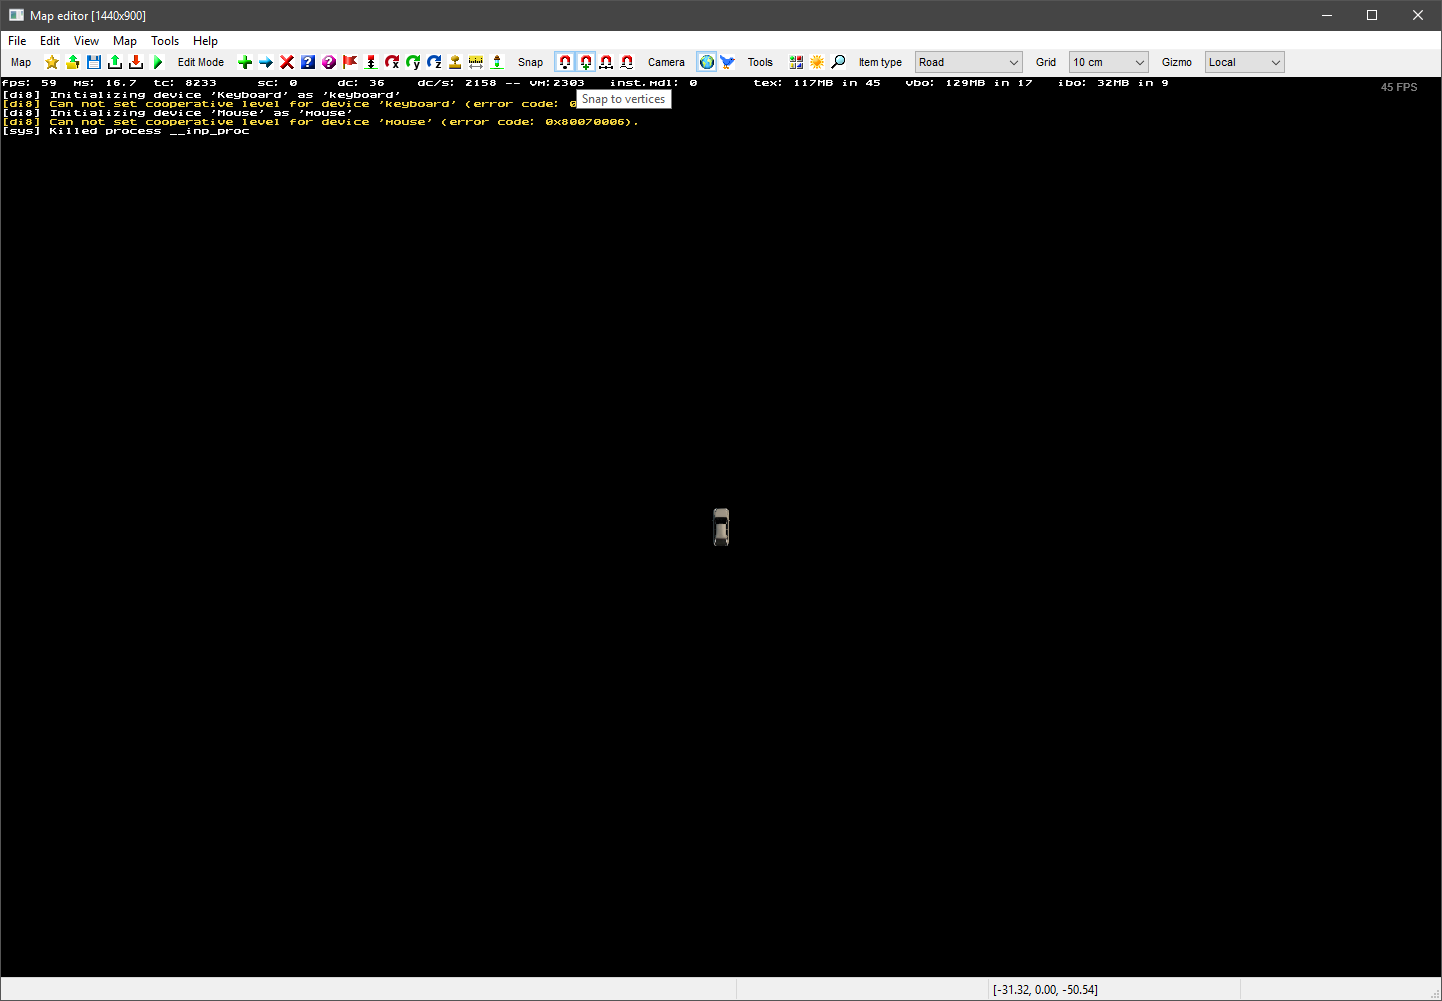 Map editor [1440x900]
File Edit View Map Tools Help
Map Edit Mode Snap Camera Tools Item type Road Grid 10 cm Gizmo Local
fps: 59 ms: 16.7 tc: 8233 sc: 0 dc: 36 dc/s: 2158 -- VM:2303 inst.Mdl: 0 tex: 117MB in 45 vbo: 129MB in 17 ibo: 32MB in 9
45 FPS
[di8] Initializing device 'Keyboard' as 'keyboard'
[di8] Can not set cooperative level for device 'keyboard' (error code: 0
Snap to vertices
[di8] Initializing device 'Mouse' as 'mouse'
[di8] Can not set cooperative level for device 'mouse' (error code: 0x80070006).
[sys] Killed process __inp_proc
[-31.32, 0.00, -50.54]